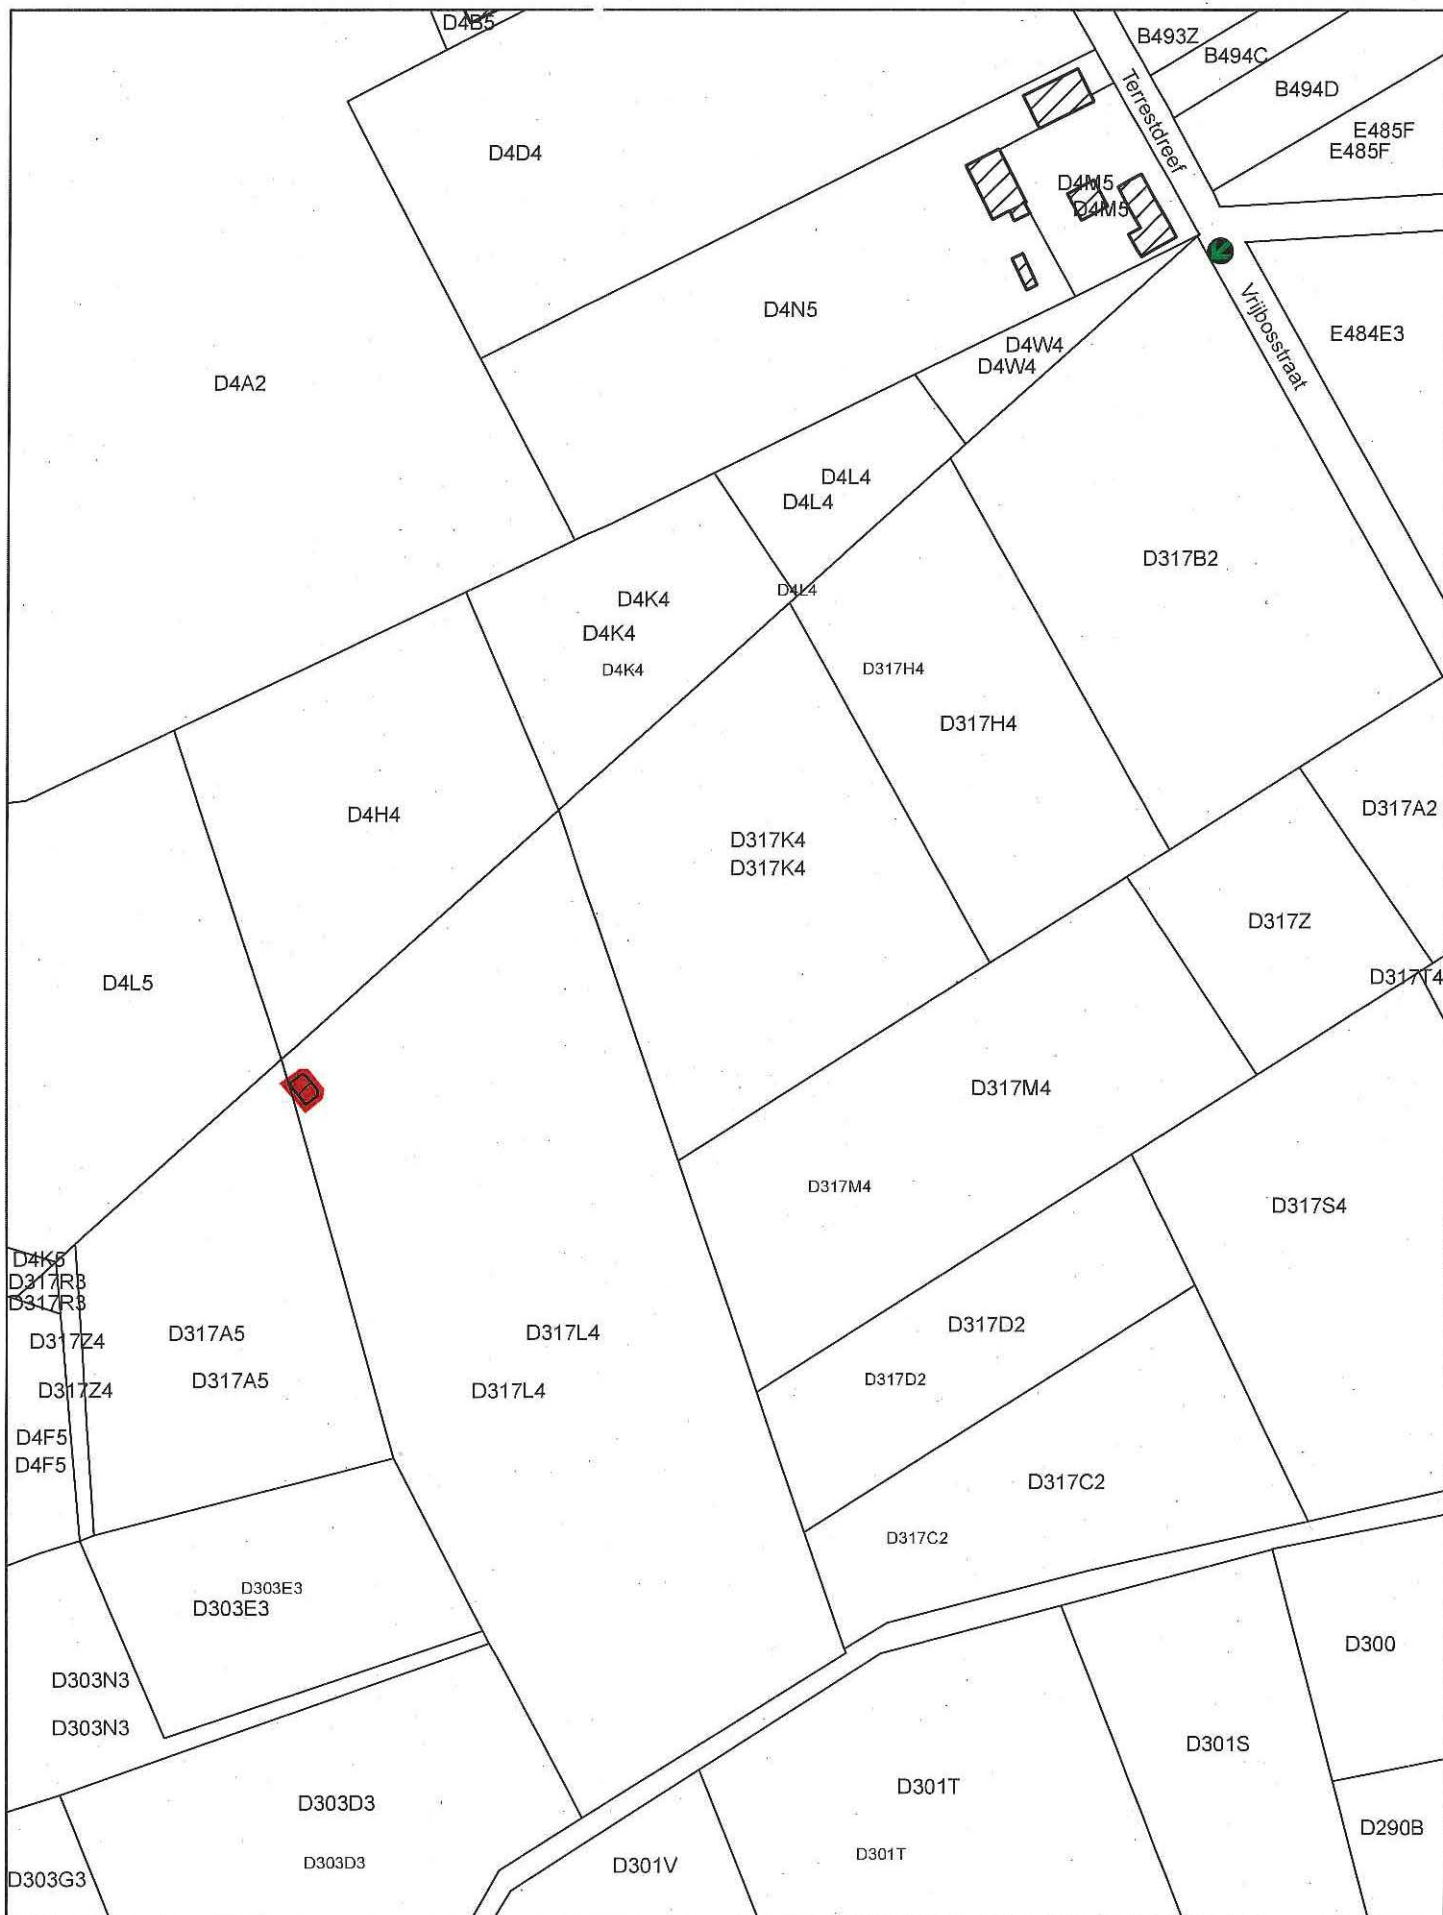 D4B5
B493Z
B494C
B494D
E485F
E485F
Terrestdreef
D4D4
D4M5
D4M5
D4N5
Vrijbosstraat
E484E3
D4W4
D4W4
D4A2
D4L4
D4L4
D317B2
D4L4
D4K4
D4K4
D4K4
D317H4
D317H4
D4H4
D317A2
D317K4
D317K4
D317Z
D317T4
D4L5
D317M4
D317M4
D317S4
D4K5
D317R3
D317R3
D317Z4
D317A5
D317L4
D317D2
D317A5
D317Z4
D317L4
D317D2
D4F5
D4F5
D317C2
D317C2
D303E3
D303E3
D303N3
D300
D303N3
D301S
D301T
D303D3
D290B
D303D3
D301V
D301T
D303G3